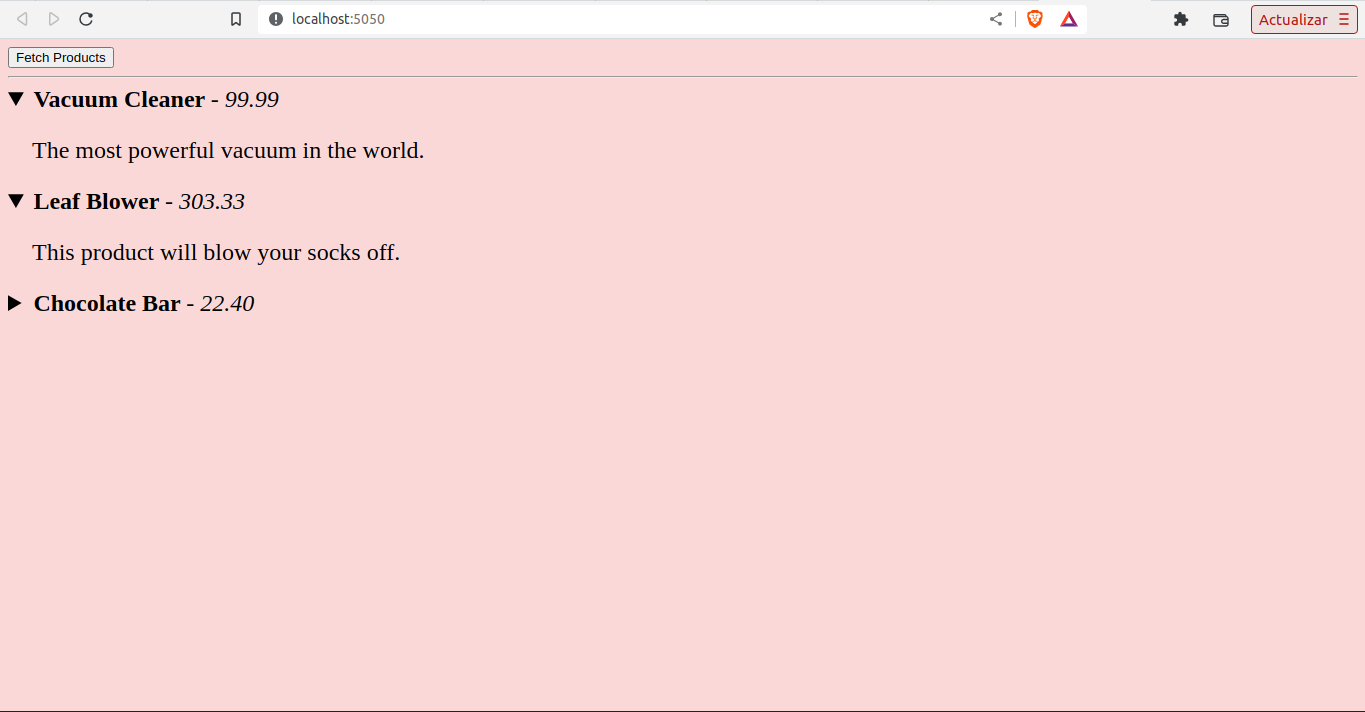 localhost:5050
Actualizar
Fetch Products
Vacuum Cleaner - 99.99
The most powerful vacuum in the world.
Leaf Blower - 303.33
This product will blow your socks off.
Chocolate Bar - 22.40